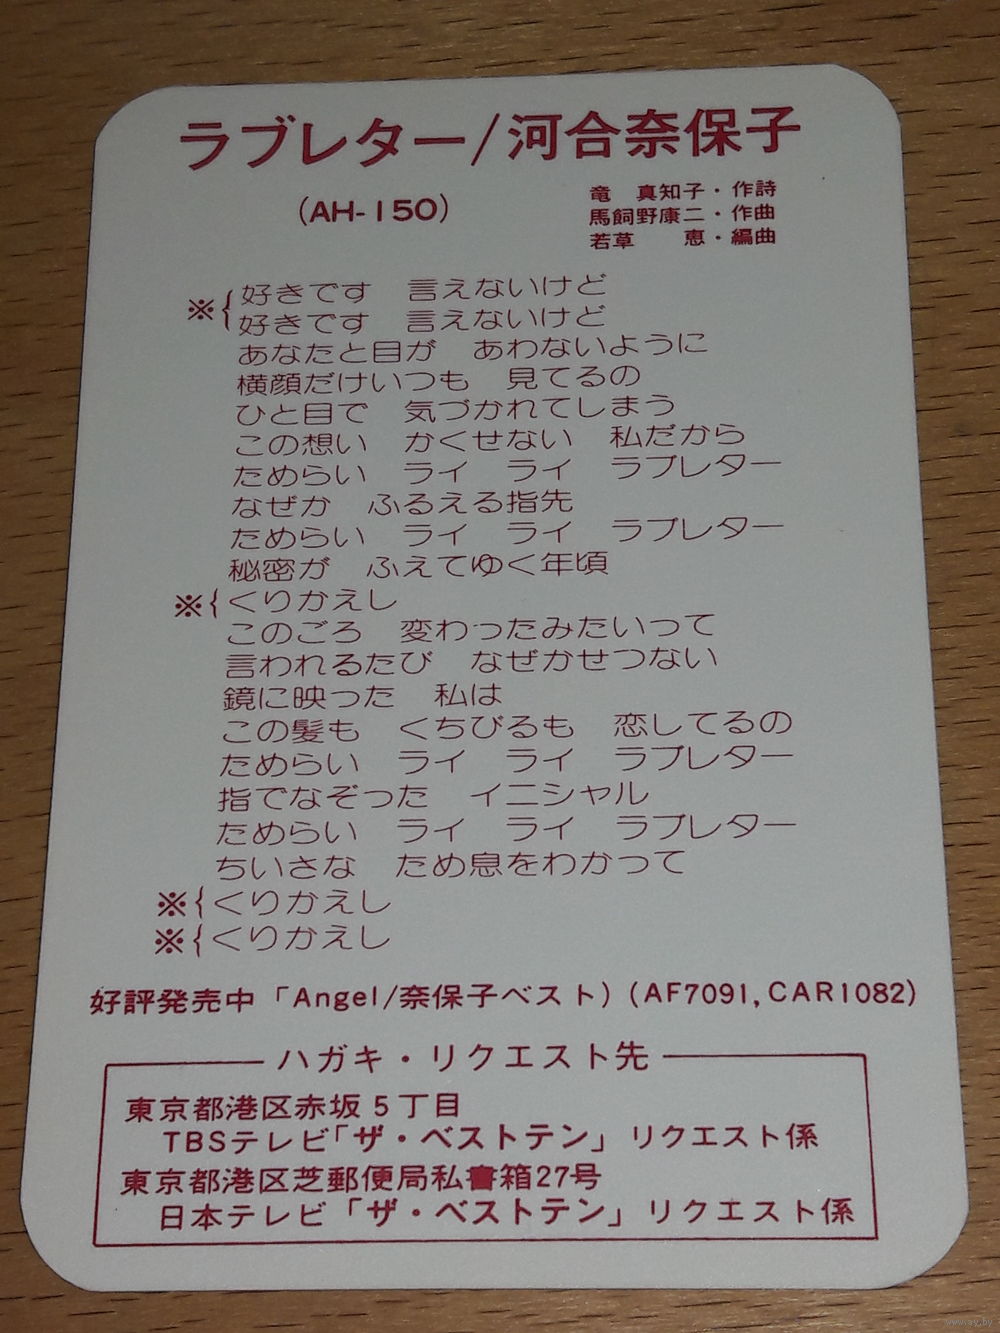 ラブレター/河合奈保子
(AH-150)
竜 真知子・作詩
馬飼野康二・作曲
若草 恵・編曲
※{好きです 言えないけど
好きです 言えないけど
あなたと目が あわないように
横顔だけいつも 見てるの
ひと目で 気づかれてしまう
この想い かくせない 私だから
ためらい ライ ライ ラブレター
なぜか ふるえる指先
ためらい ライ ライ ラブレター
秘密が ふえてゆく年頃
※{くりかえし
このごろ 変わったみたいって
言われるたび なぜかせつない
鏡に映った 私は
この髪も くちびるも 恋してるの
ためらい ライ ライ ラブレター
指でなぞった イニシャル
ためらい ライ ライ ラブレター
ちいさな ため息をわかって
※{くりかえし
※{くりかえし
好評発売中「Angel/奈保子ベスト)(AF7091,CAR1082)
ハガキ・リクエスト先
東京都港区赤坂5丁目
TBSテレビ「ザ・ベストテン」リクエスト係
東京都港区芝郵便局私書箱27号
日本テレビ「ザ・ベストテン」リクエスト係
www.ay.by